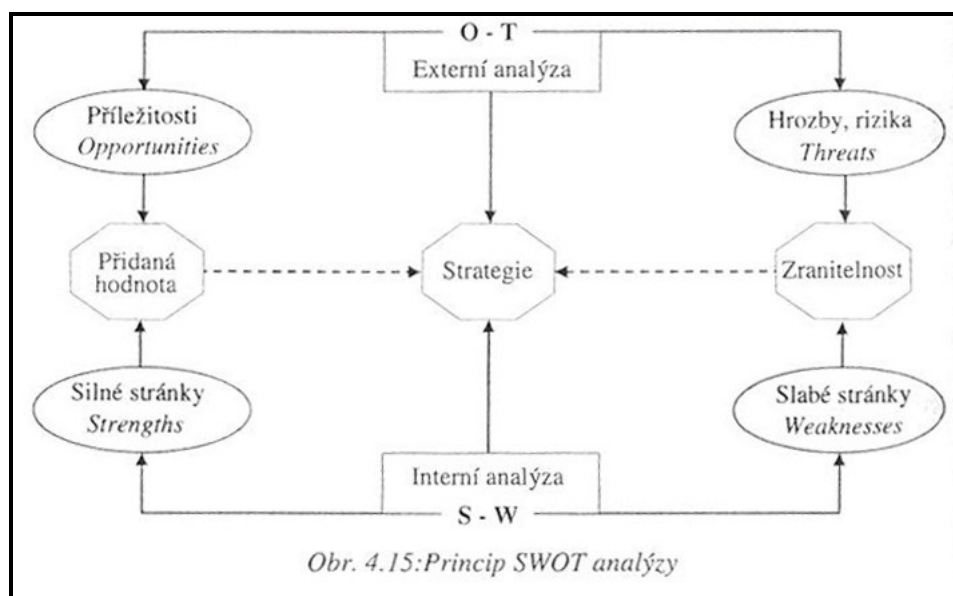 O - T
Externí analýza
Příležitosti
Opportunities
Hrozby, rizika
Threats
Přidaná
hodnota
Strategie
Zranitelnost
Silné stránky
Strengths
Slabé stránky
Weaknesses
Interní analýza
S - W
Obr. 4.15:Princip SWOT analýzy